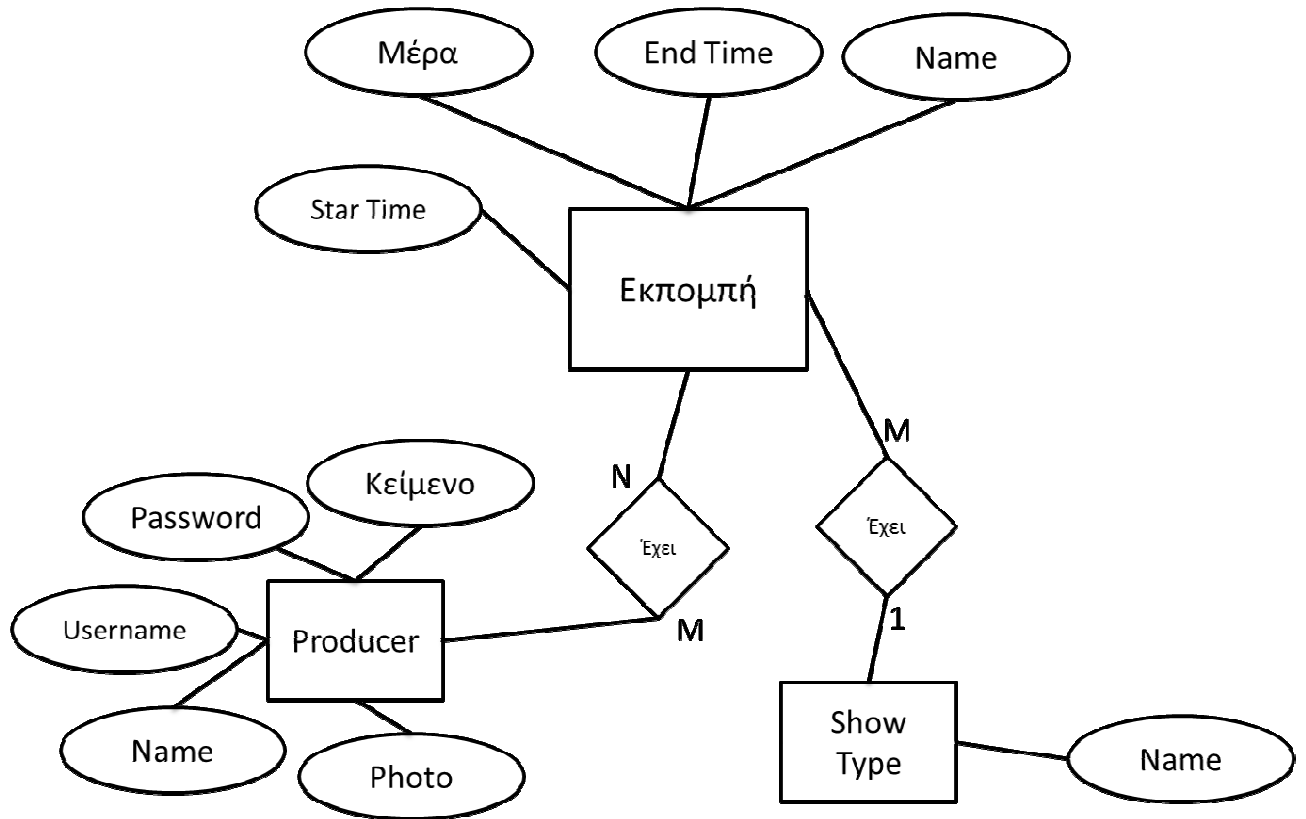 Μέρα
End Time
Name
Star Time
Εκπομπή
M
N
Έχει
Έχει
Κείμενο
Password
M
1
Username
Producer
Name
Photo
Show
Type
Name